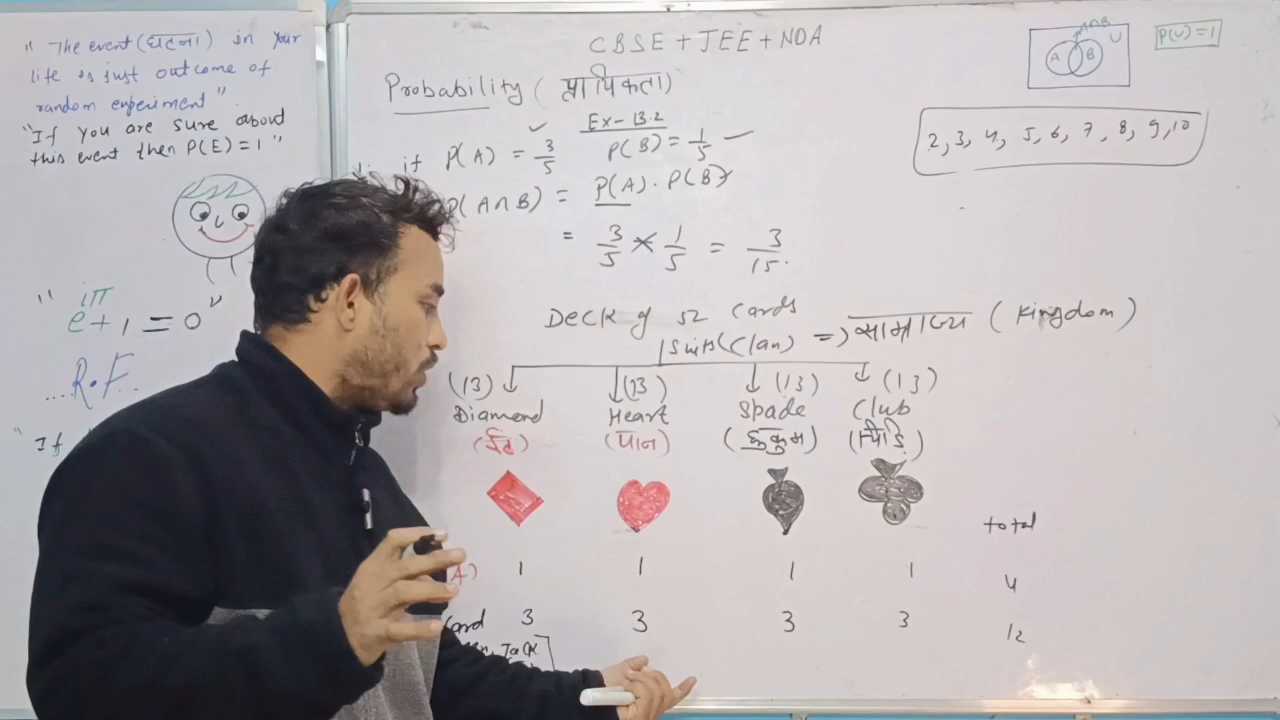 " The event (घटना) in your
life is just outcome of
random experiment"
"If you are sure about
this event then P(E)=1 "
" e^iπ + 1 = 0 "
...R.F..
" If
CBSE + JEE + NDA
Probability ( प्रायिकता)
Ex-13.2
if P(A) = 3/5 P(B) = 1/5
P(A∩B) = P(A). P(B)
= 3/5 × 1/5 = 3/15.
A∩B
A B U
P(U)=1
2, 3, 4, 5, 6, 7, 8, 9, 10
Deck of 52 cards
Suits (Clan) => साम्राज्य ( Kingdom)
(13) (13) (13) (13)
Diamond Heart Spade Club
(ईंट) (पान) (हुकुम) (चिड़ि)
total
A) 1 1 1 1 4
Card 3 3 3 3 12
Jack